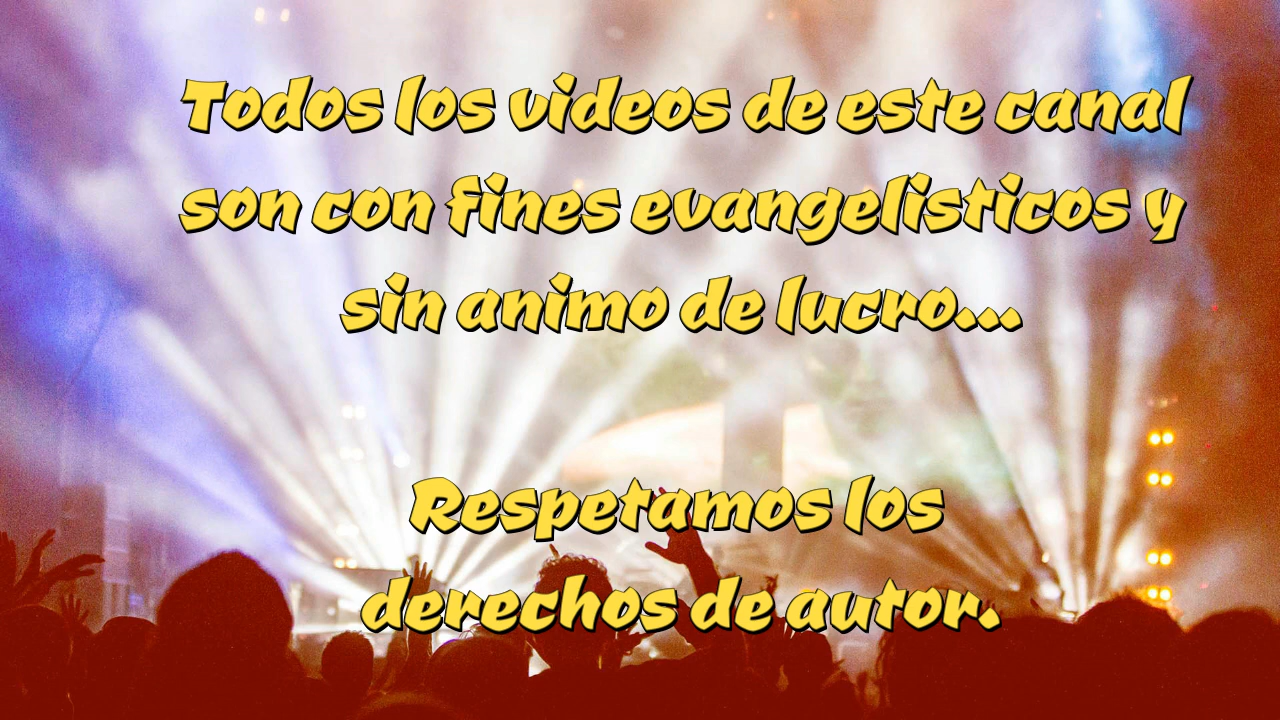 Todos los videos de este canal
son con fines evangelisticos y
sin animo de lucro...
Respetamos los
derechos de autor.